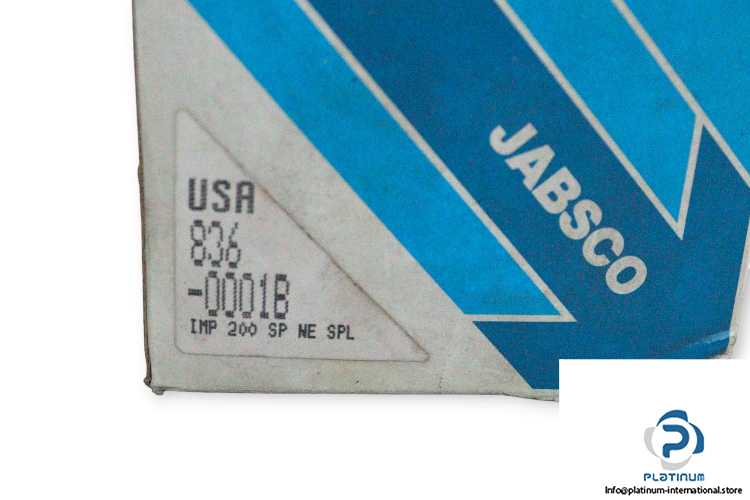 JABSCO
USA
836
-0001B
IMP 200 SP NE SPL
PLATINUM
Info@platinum-international.store